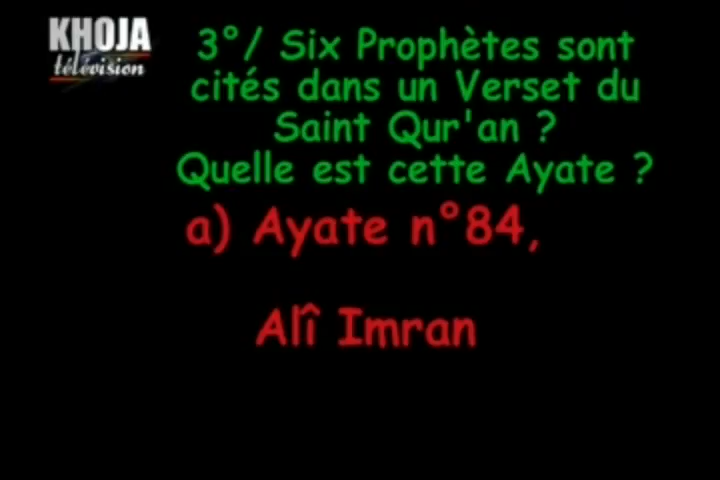 KHOJA
télévision
3°/ Six Prophètes sont
cités dans un Verset du
Saint Qur'an ?
Quelle est cette Ayate ?
a) Ayate n°84,
Alî Imran